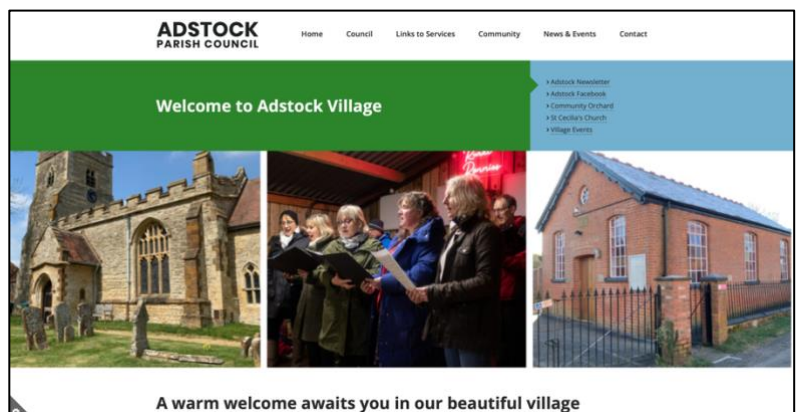 ADSTOCK
PARISH COUNCIL
Home Council Links to Services Community News & Events Contact
Welcome to Adstock Village
› Adstock Newsletter
› Adstock Facebook
› Community Orchard
› St Cecilia's Church
› Village Events
A warm welcome awaits you in our beautiful village